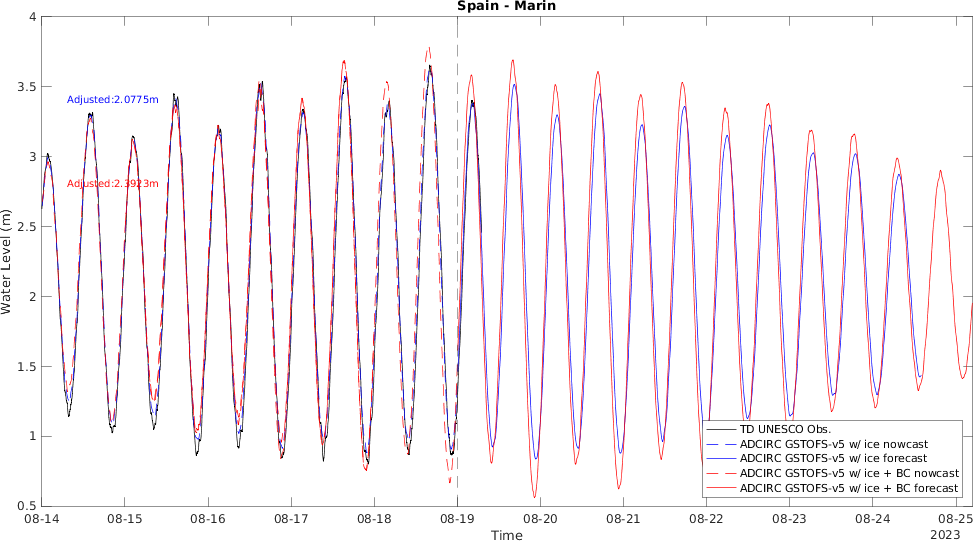 Spain - Marin
4
3.5
3
2.5
2
1.5
1
0.5
Water Level (m)
Adjusted:2.0775m
Adjusted:2.3923m
TD UNESCO Obs.
ADCIRC GSTOFS-v5 w/ ice nowcast
ADCIRC GSTOFS-v5 w/ ice forecast
ADCIRC GSTOFS-v5 w/ ice + BC nowcast
ADCIRC GSTOFS-v5 w/ ice + BC forecast
08-14 08-15 08-16 08-17 08-18 08-19 08-20 08-21 08-22 08-23 08-24 08-25
Time
2023